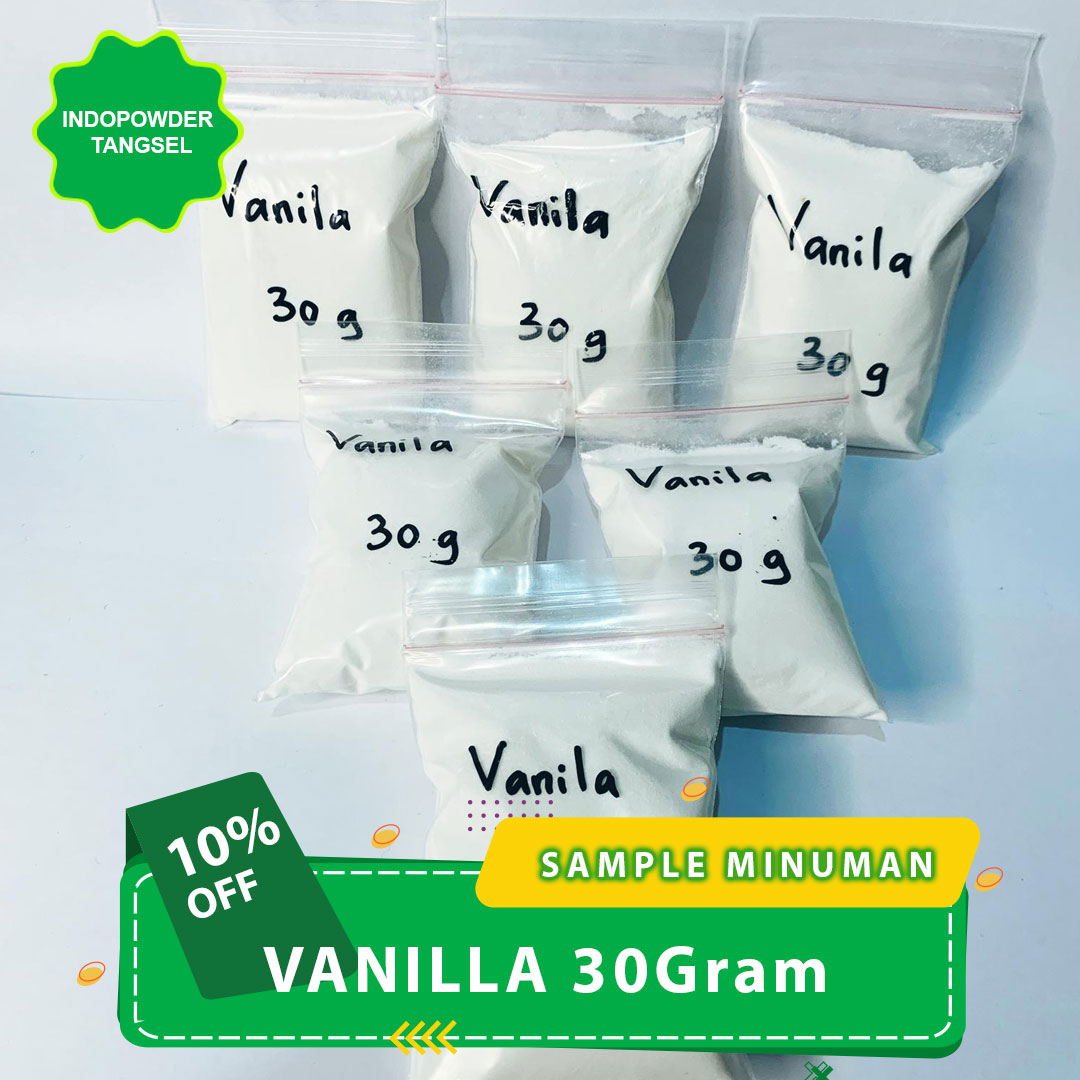 INDOPOWDER
TANGSEL
Vanila
30 g
Vanila
30 g
Vanila
30 g
Vanila
30 g
Vanila
30 g
Vanila
10%
OFF
SAMPLE MINUMAN
VANILLA 30Gram